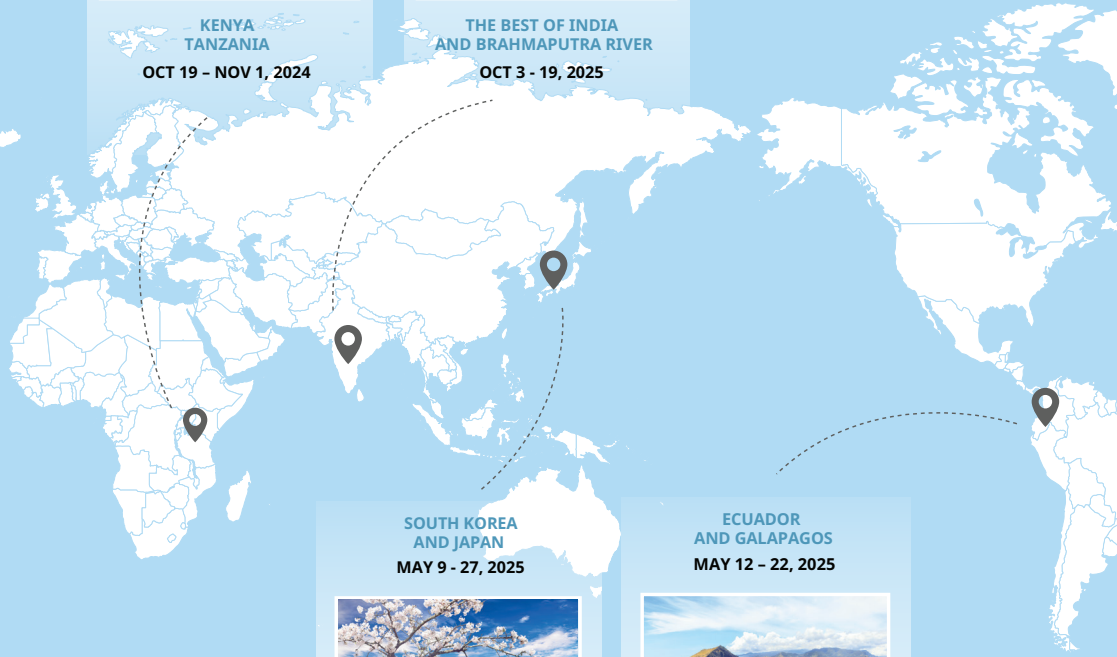 KENYA
TANZANIA
OCT 19 – NOV 1, 2024
THE BEST OF INDIA
AND BRAHMAPUTRA RIVER
OCT 3 - 19, 2025
SOUTH KOREA
AND JAPAN
MAY 9 - 27, 2025
ECUADOR
AND GALAPAGOS
MAY 12 – 22, 2025